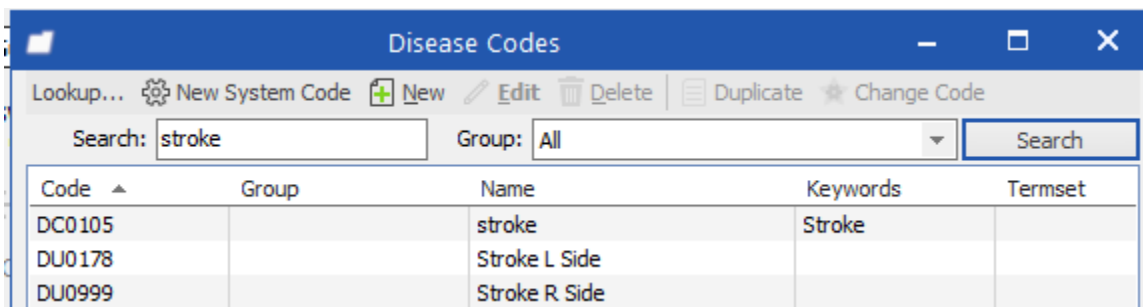 Disease Codes
Lookup... New System Code New Edit Delete Duplicate Change Code
Search: stroke Group: All Search
Code Group Name Keywords Termset
DC0105 stroke Stroke
DU0178 Stroke L Side
DU0999 Stroke R Side